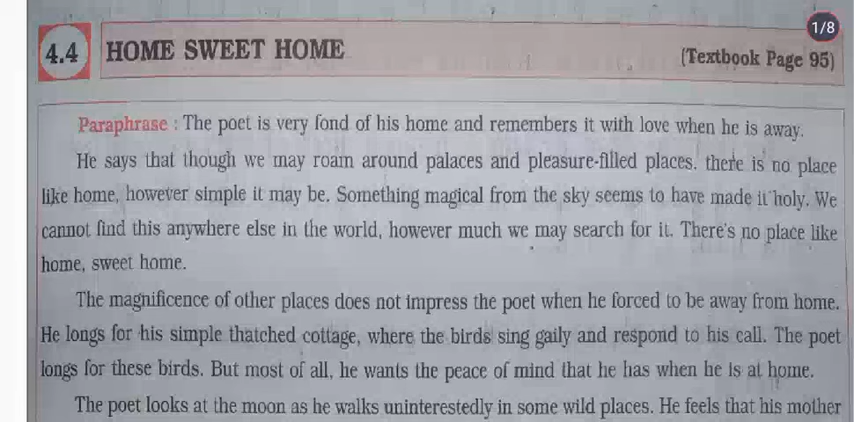 1/8
4.4 HOME SWEET HOME (Textbook Page 95)
Paraphrase : The poet is very fond of his home and remembers it with love when he is away.
He says that though we may roam around palaces and pleasure-filled places. there is no place
like home, however simple it may be. Something magical from the sky seems to have made it holy. We
cannot find this anywhere else in the world, however much we may search for it. There's no place like
home, sweet home.
The magnificence of other places does not impress the poet when he forced to be away from home.
He longs for his simple thatched cottage, where the birds sing gaily and respond to his call. The poet
longs for these birds. But most of all, he wants the peace of mind that he has when he is at home.
The poet looks at the moon as he walks uninterestedly in some wild places. He feels that his mother